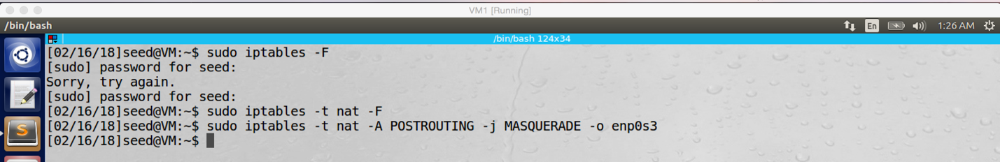 VM1 [Running]
/bin/bash
En
1:26 AM
/bin/bash 124x34
[02/16/18]seed@VM:~$ sudo iptables -F
[sudo] password for seed:
Sorry, try again.
[sudo] password for seed:
[02/16/18]seed@VM:~$ sudo iptables -t nat -F
[02/16/18]seed@VM:~$ sudo iptables -t nat -A POSTROUTING -j MASQUERADE -o enp0s3
[02/16/18]seed@VM:~$